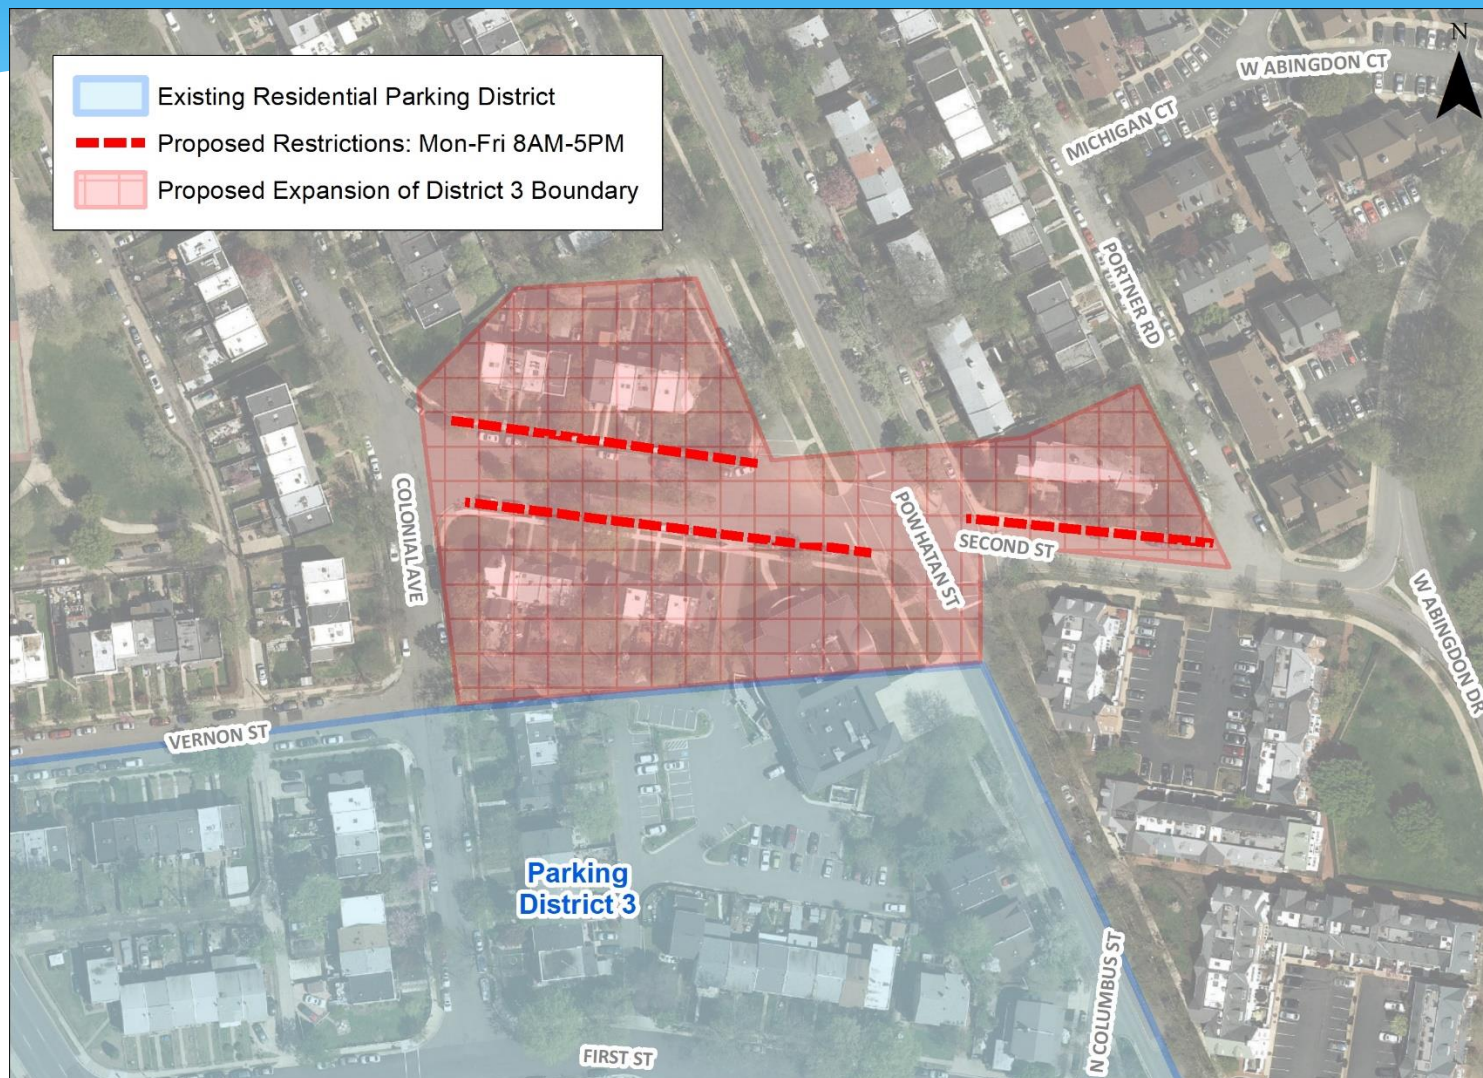 N
W ABINGDON CT
Existing Residential Parking District
Proposed Restrictions: Mon-Fri 8AM-5PM
MICHIGAN CT
Proposed Expansion of District 3 Boundary
PORTNER RD
COLONIAL AVE
POWHATAN ST
SECOND ST
W ABINGDON DR
VERNON ST
Parking
District 3
N COLUMBUS ST
FIRST ST